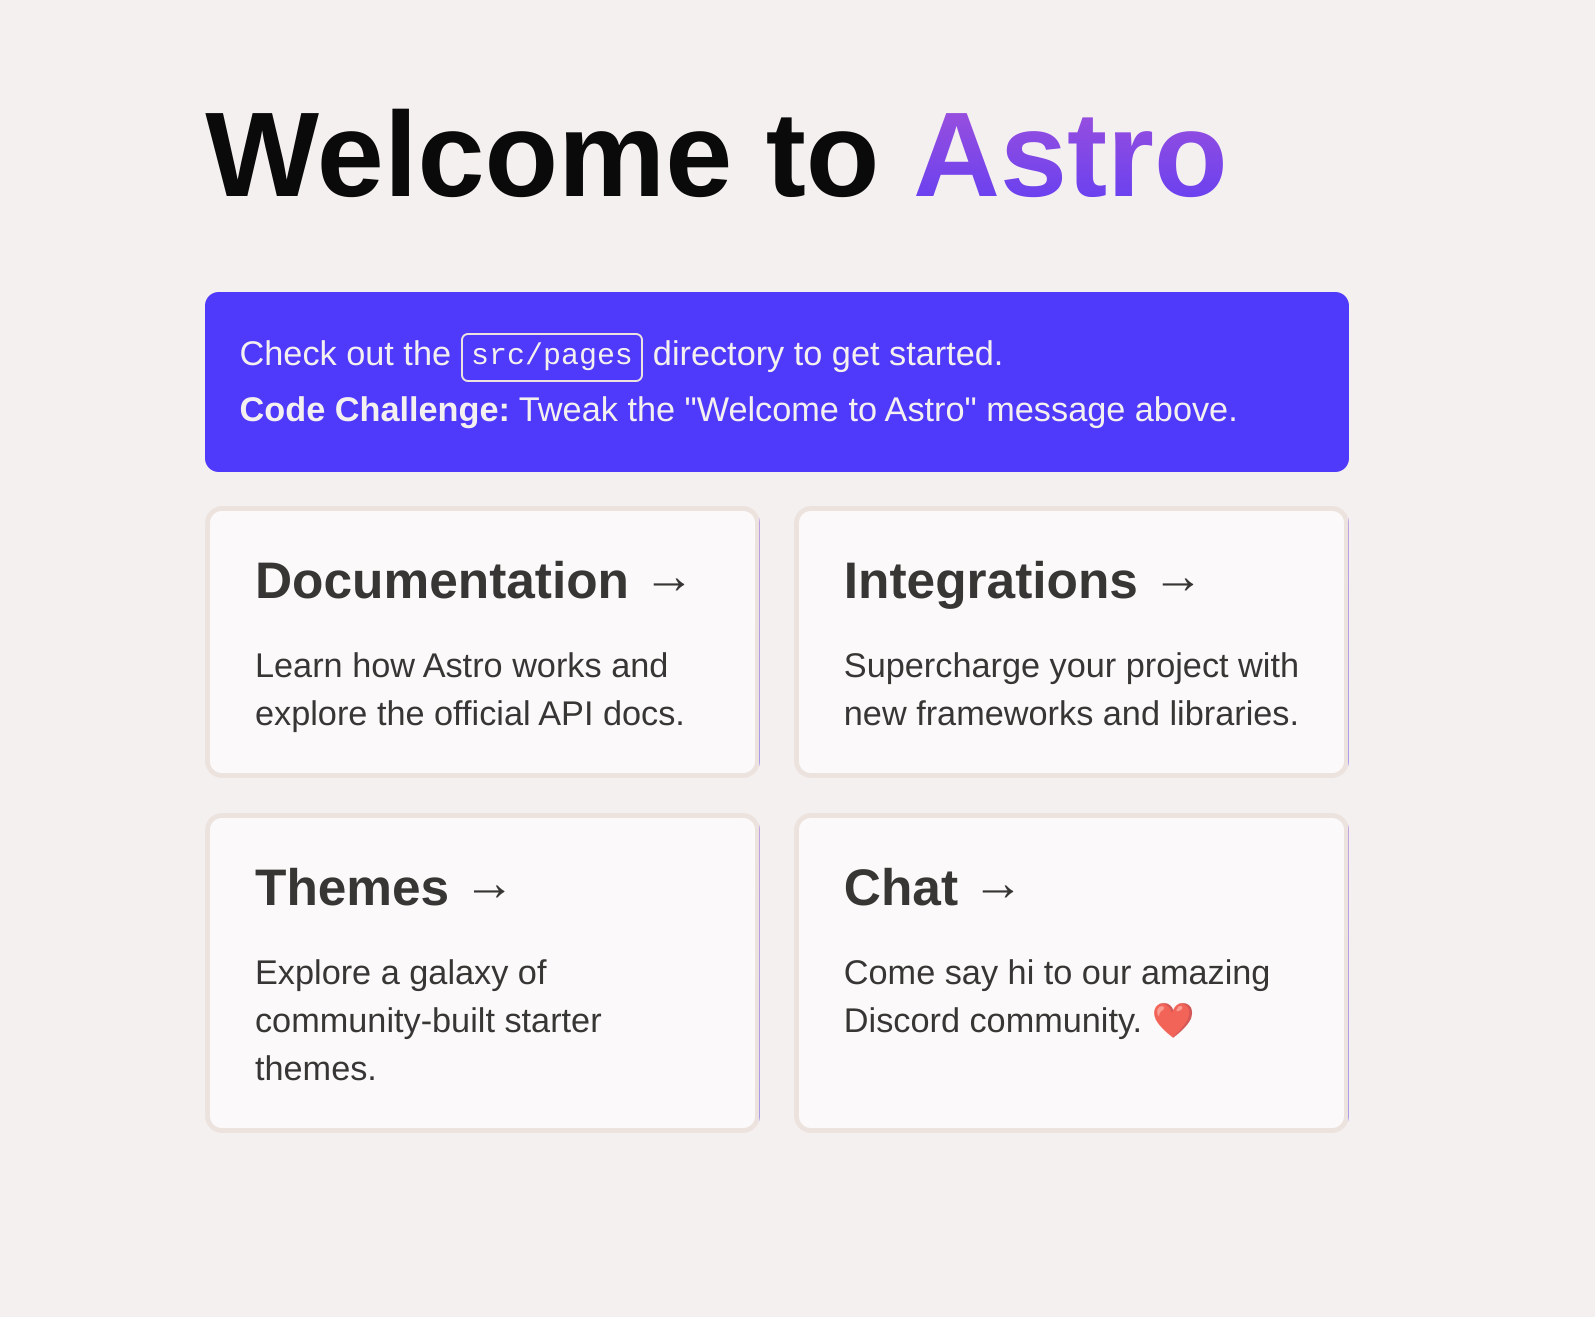 Welcome to Astro
Check out the src/pages directory to get started.
Code Challenge: Tweak the "Welcome to Astro" message above.
Documentation →
Learn how Astro works and
explore the official API docs.
Integrations →
Supercharge your project with
new frameworks and libraries.
Themes →
Explore a galaxy of
community-built starter
themes.
Chat →
Come say hi to our amazing
Discord community. ❤️